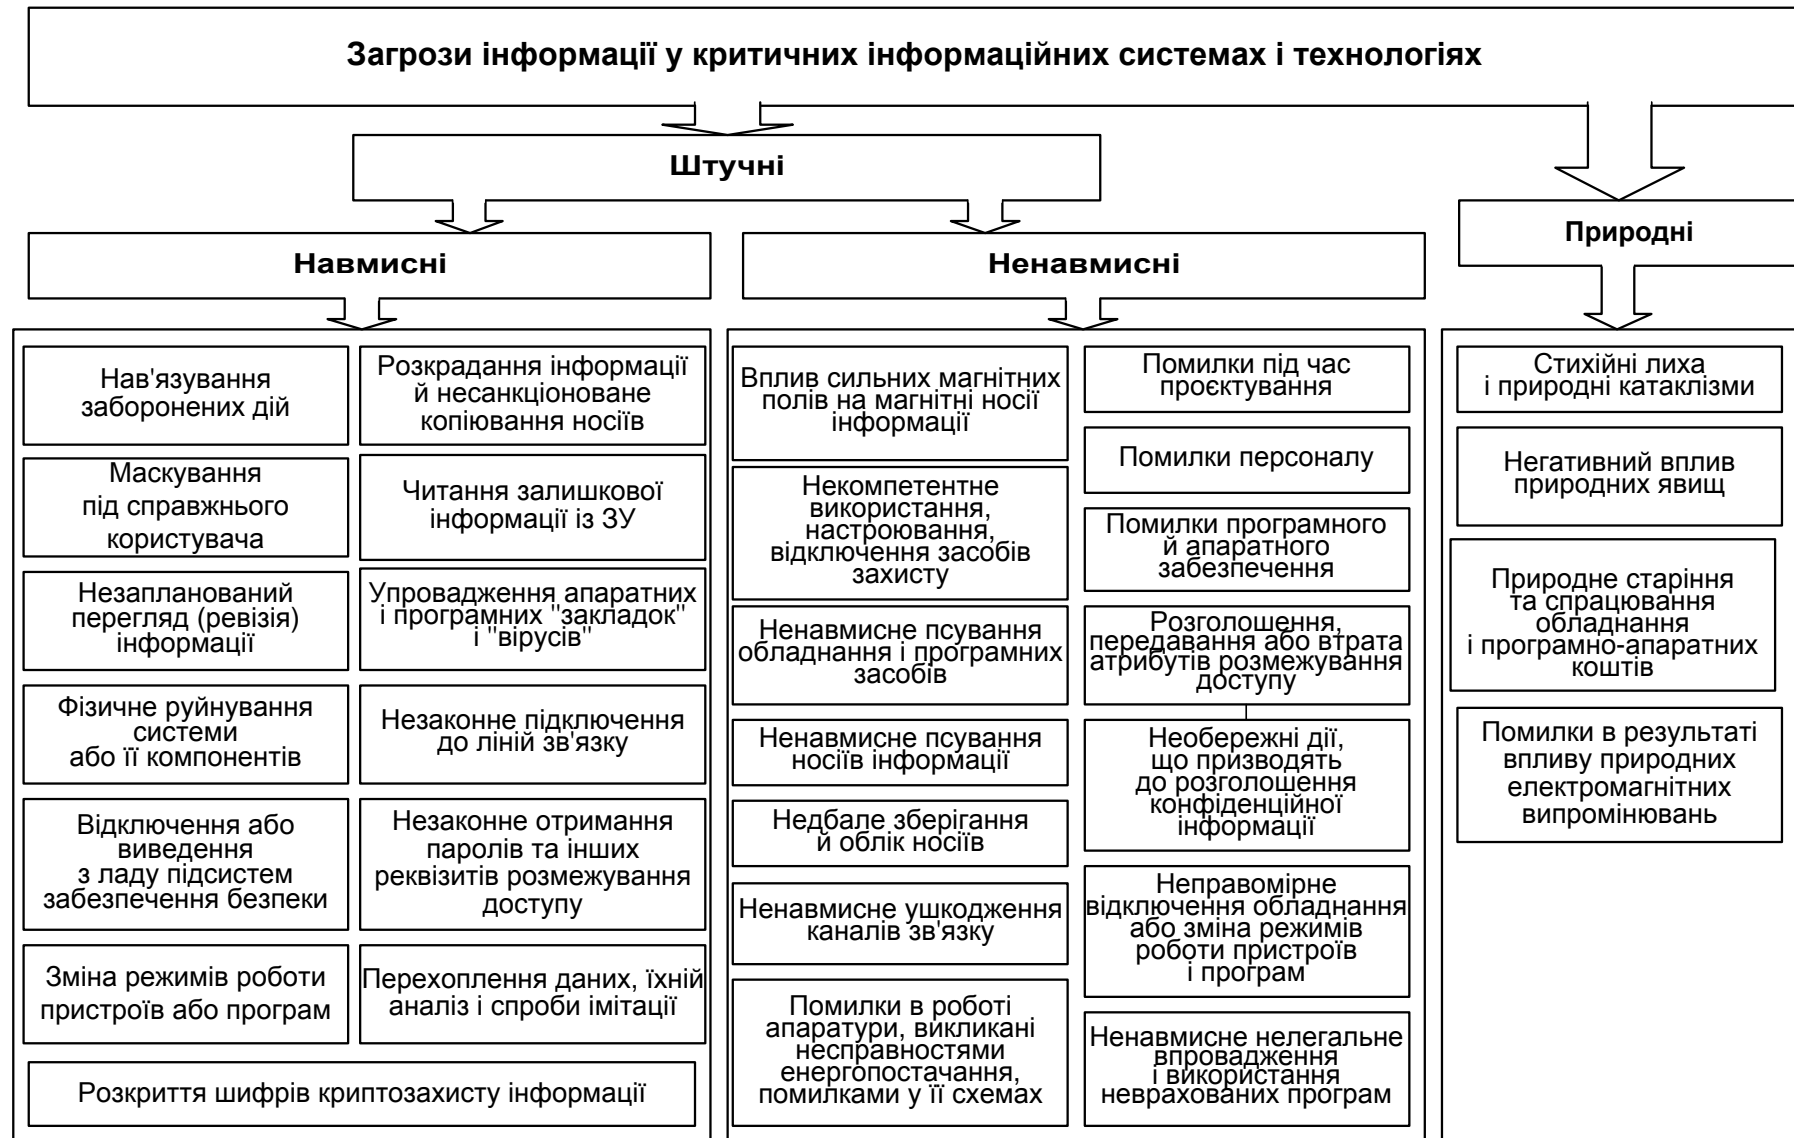 Загрози інформації у критичних інформаційних системах і технологіях
Штучні
Природні
Навмисні
Ненавмисні
Нав'язування
заборонених дій
Маскування
під справжнього
користувача
Незапланований
перегляд (ревізія)
інформації
Фізичне руйнування
системи
або її компонентів
Відключення або
виведення
з ладу підсистем
забезпечення безпеки
Зміна режимів роботи
пристроїв або програм
Розкрадання інформації
й несанкціоноване
копіювання носіїв
Читання залишкової
інформації із ЗУ
Упровадження апаратних
і програмних "закладок"
і "вірусів"
Незаконне підключення
до ліній зв'язку
Незаконне отримання
паролів та інших
реквізитів розмежування
доступу
Перехоплення даних, їхній
аналіз і спроби імітації
Розкриття шифрів криптозахисту інформації
Вплив сильних магнітних
полів на магнітні носії
інформації
Некомпетентне
використання,
настроювання,
відключення засобів
захисту
Ненавмисне псування
обладнання і програмних
засобів
Ненавмисне псування
носіїв інформації
Недбале зберігання
й облік носіїв
Ненавмисне ушкодження
каналів зв'язку
Помилки в роботі
апаратури, викликані
несправностями
енергопостачання,
помилками у її схемах
Помилки під час
проєктування
Помилки персоналу
Помилки програмного
й апаратного
забезпечення
Розголошення,
передавання або втрата
атрибутів розмежування
доступу
Необережні дії,
що призводять
до розголошення
конфіденційної
інформації
Неправомірне
відключення обладнання
або зміна режимів
роботи пристроїв
і програм
Ненавмисне нелегальне
впровадження
і використання
неврахованих програм
Стихійні лиха
і природні катаклізми
Негативний вплив
природних явищ
Природне старіння
та спрацювання
обладнання
і програмно-апаратних
коштів
Помилки в результаті
впливу природних
електромагнітних
випромінювань